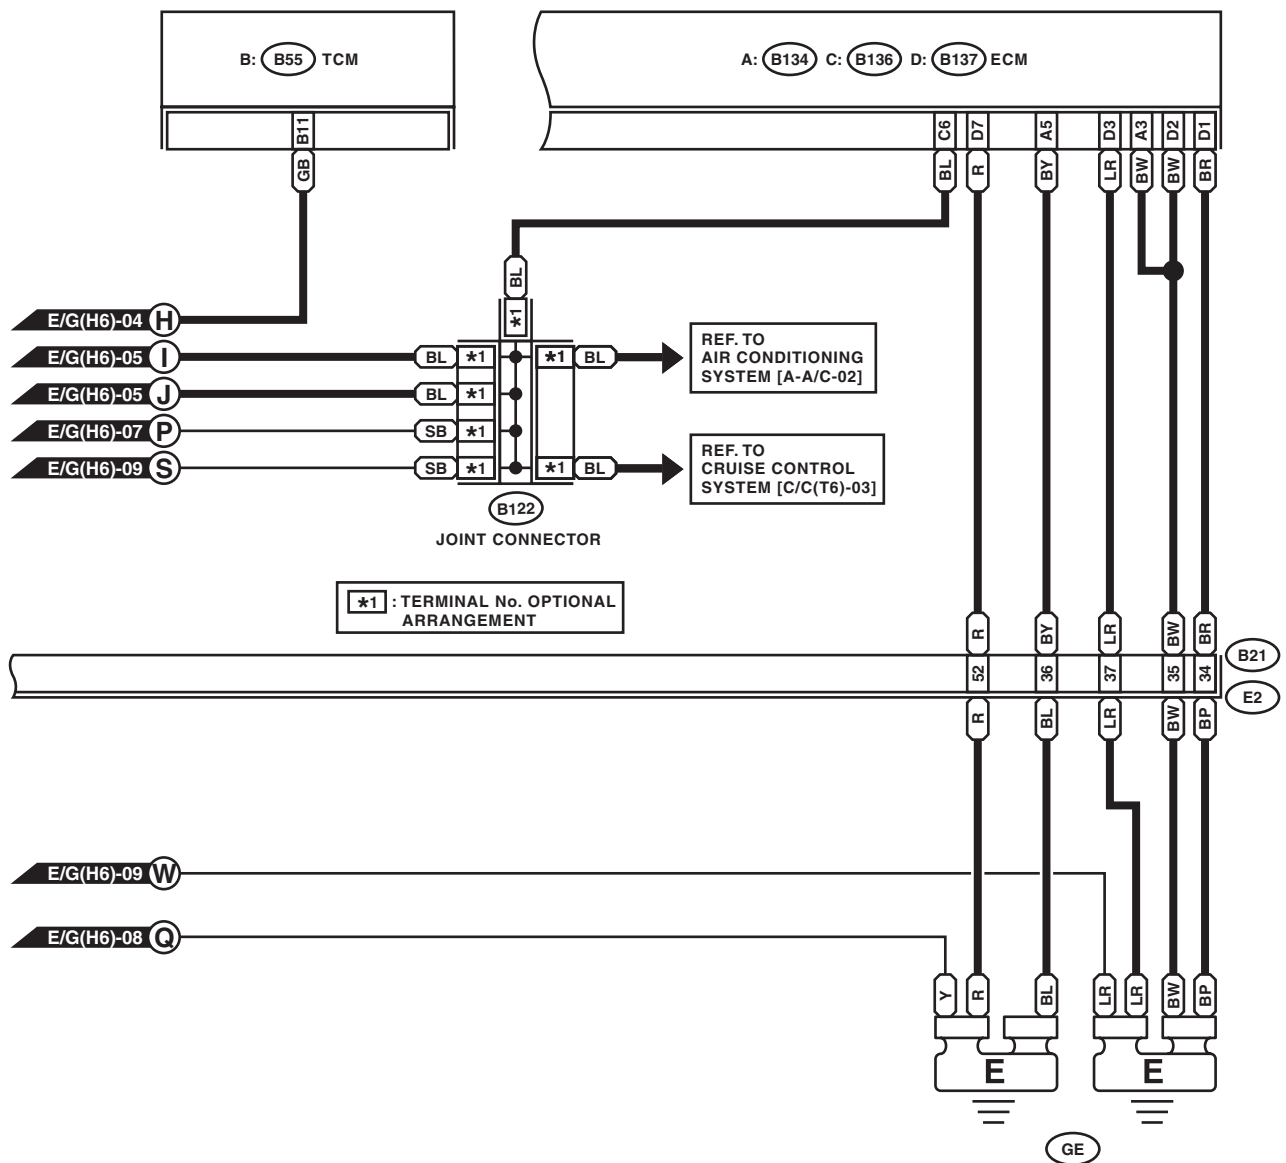 B: B55 TCM
A: B134 C: B136 D: B137 ECM
B11
C6 D7 A5 D3 A3 D2 D1
GB
BL R BY LR BW BW BR
BL
*1
E/G(H6)-04 H
E/G(H6)-05 I
BL *1 *1 BL
REF. TO
AIR CONDITIONING
SYSTEM [A-A/C-02]
E/G(H6)-05 J
BL *1
E/G(H6)-07 P
SB *1
E/G(H6)-09 S
SB *1 *1 BL
REF. TO
CRUISE CONTROL
SYSTEM [C/C(T6)-03]
B122
JOINT CONNECTOR
*1 : TERMINAL No. OPTIONAL
ARRANGEMENT
R BY LR BW BR
52 36 37 35 34
B21
E2
R BL LR BW BP
E/G(H6)-09 W
E/G(H6)-08 Q
Y R BL LR LR BW BP
E E
GE